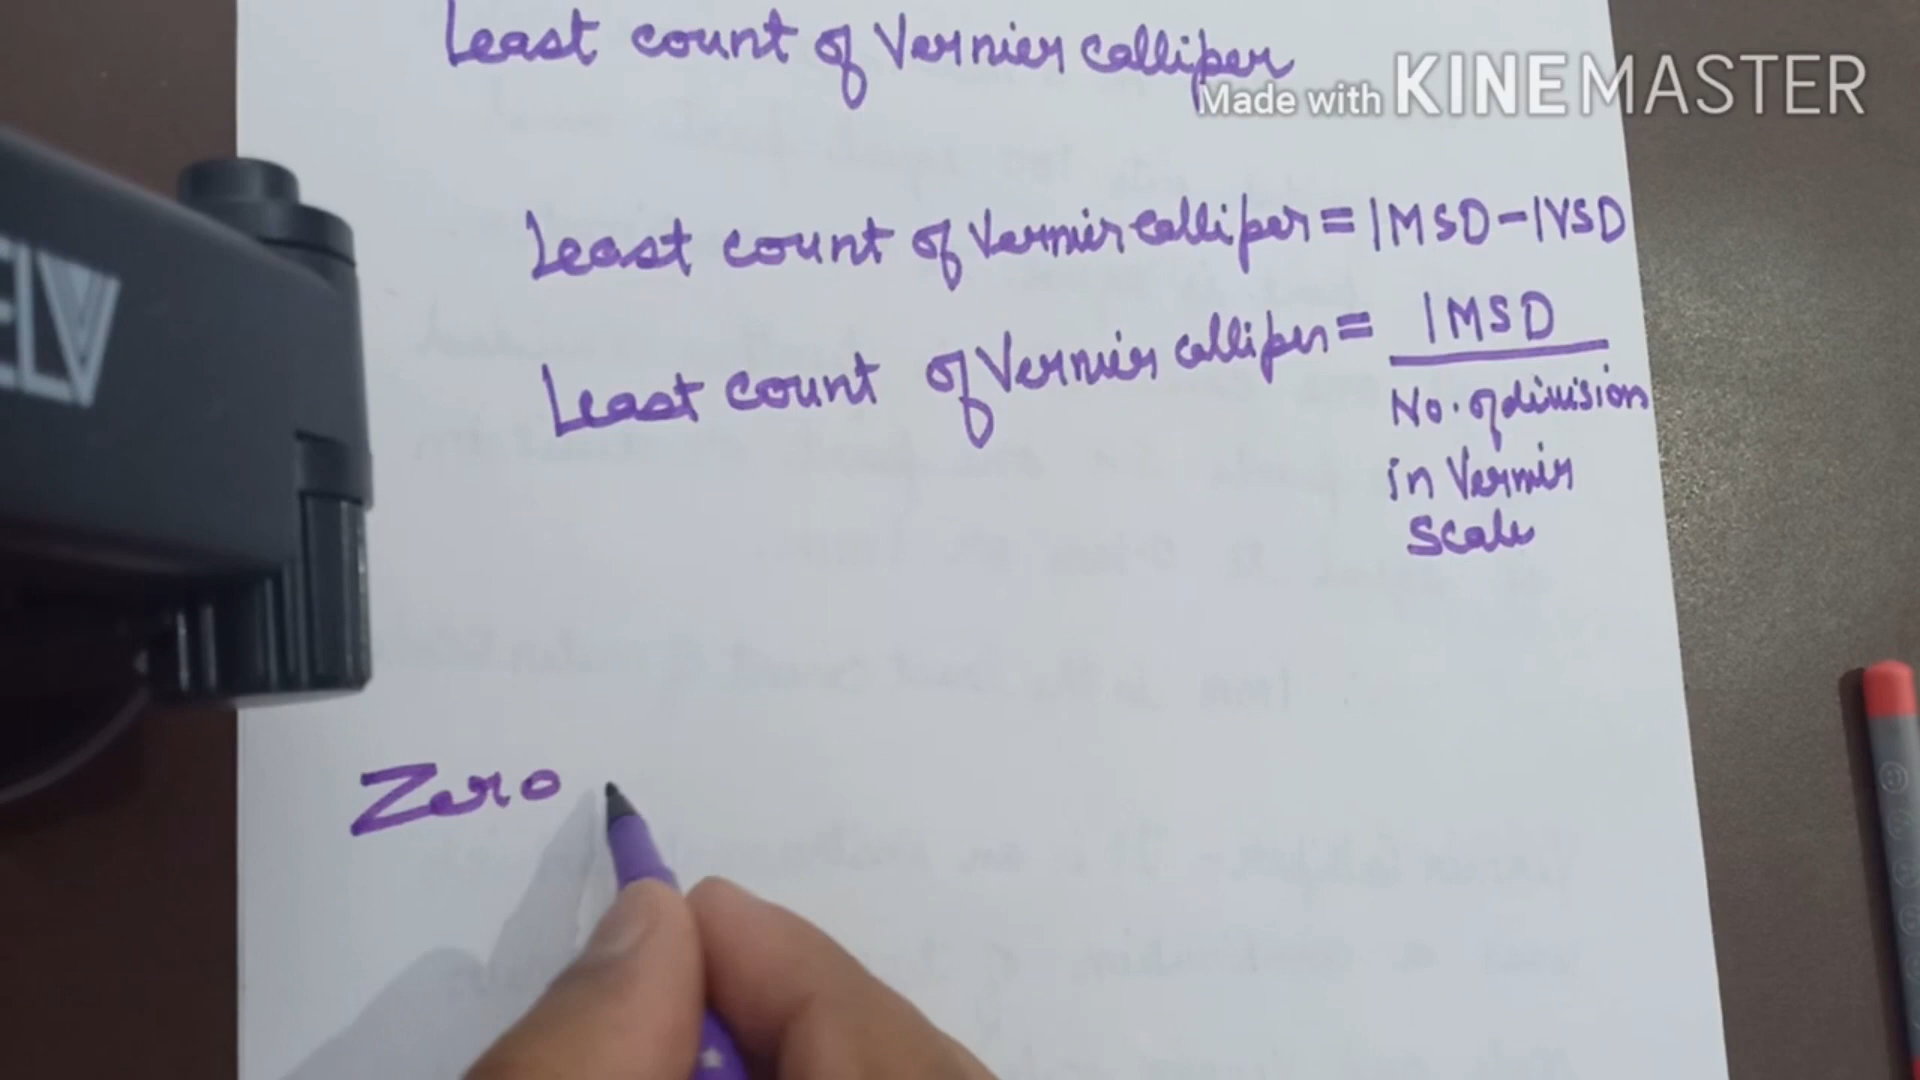 Least count of Vernier calliper
Made with KINEMASTER
Least count of Vernier calliper = 1MSD - 1VSD
Least count of Vernier calliper = 1MSD
No. of division
in Vernier
Scale
ELV
Zero